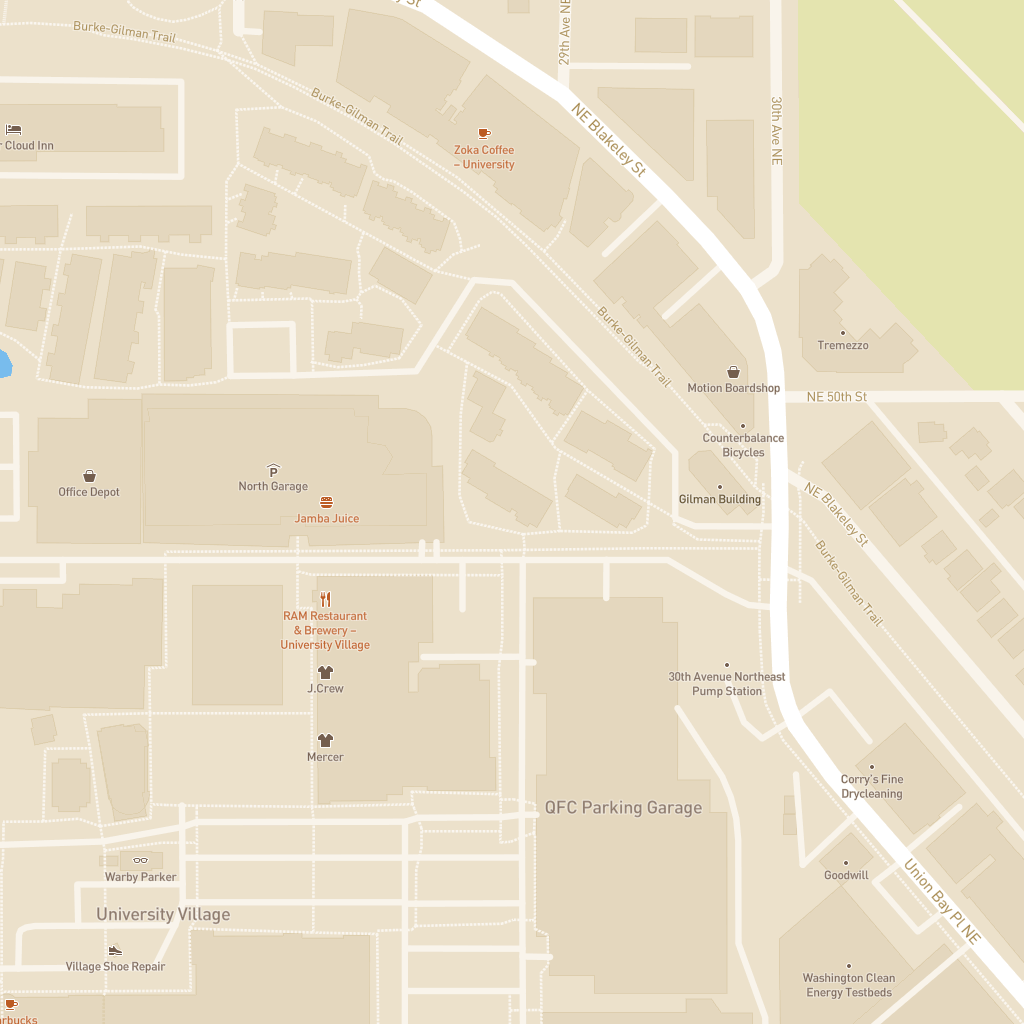 y St
29th Ave NE
Burke-Gilman Trail
Burke-Gilman Trail
NE Blakeley St
30th Ave NE
r Cloud Inn
Zoka Coffee
– University
Burke-Gilman Trail
Tremezzo
Motion Boardshop
NE 50th St
Counterbalance
Bicycles
North Garage
Office Depot
Gilman Building
NE Blakeley St
Jamba Juice
Burke-Gilman Trail
RAM Restaurant
& Brewery –
University Village
30th Avenue Northeast
Pump Station
J.Crew
Mercer
Corry's Fine
Drycleaning
QFC Parking Garage
Warby Parker
Goodwill
Union Bay Pl NE
University Village
Village Shoe Repair
Washington Clean
Energy Testbeds
arbucks